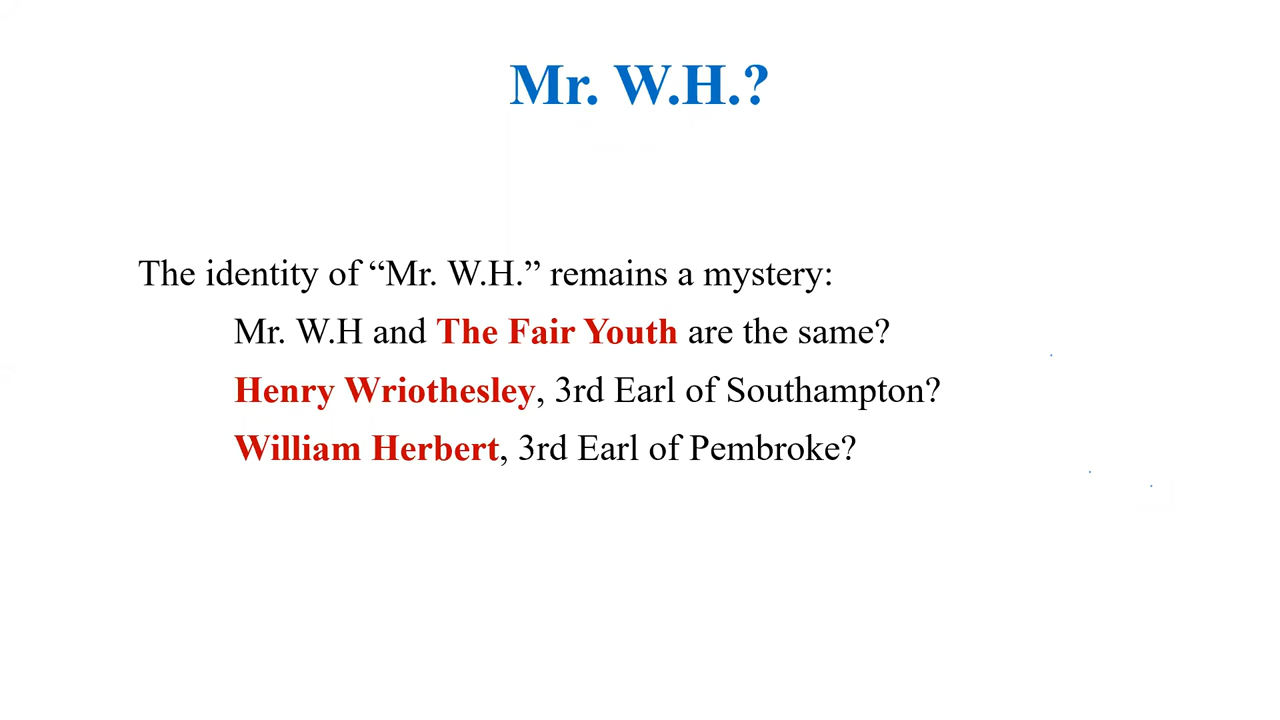 Mr. W.H.?
The identity of “Mr. W.H.” remains a mystery:
Mr. W.H and The Fair Youth are the same?
Henry Wriothesley, 3rd Earl of Southampton?
William Herbert, 3rd Earl of Pembroke?